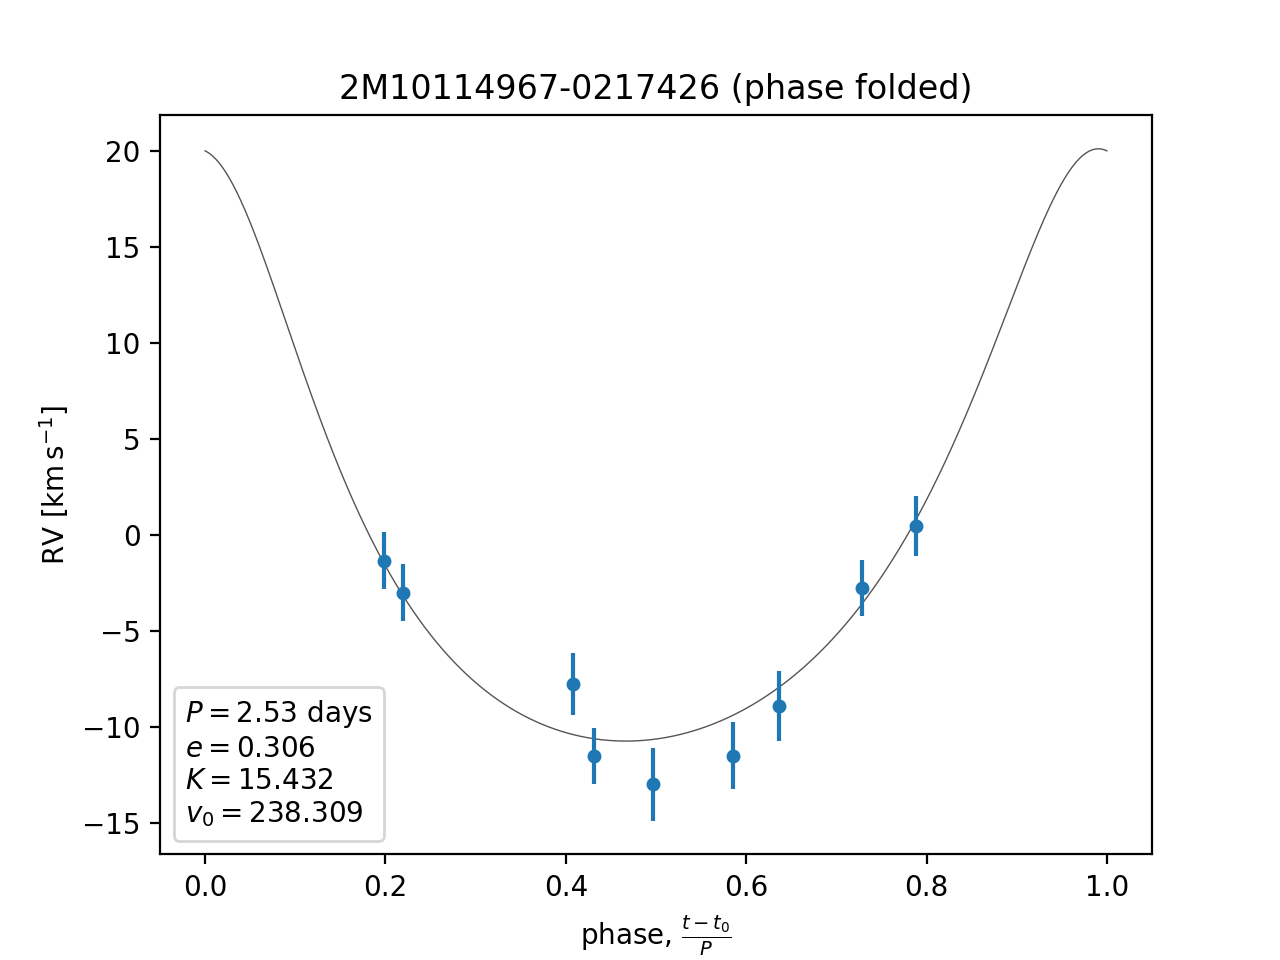 2M10114967-0217426 (phase folded)
RV [km s⁻¹]
20
15
10
5
0
−5
−10
−15
P = 2.53 days
e = 0.306
K = 15.432
v₀ = 238.309
0.0 0.2 0.4 0.6 0.8 1.0
phase, (t − t₀)/P